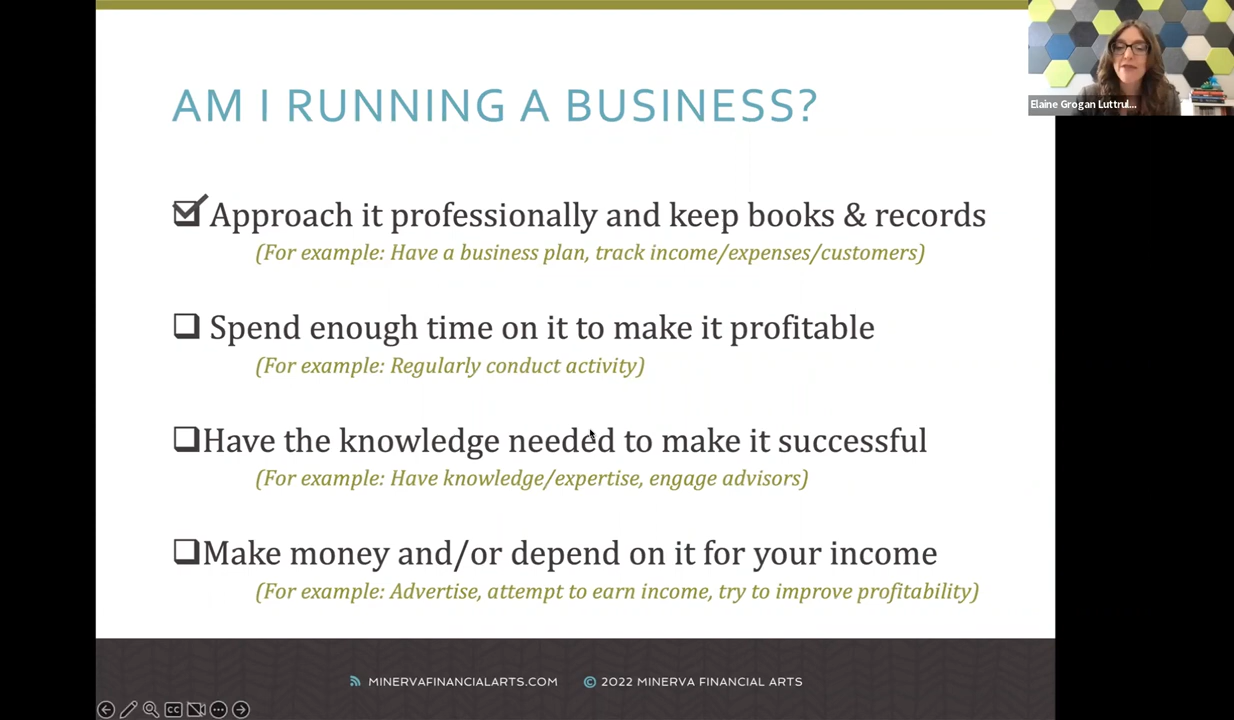 AM I RUNNING A BUSINESS?
Elaine Grogan Luttrul...
Approach it professionally and keep books & records
(For example: Have a business plan, track income/expenses/customers)
Spend enough time on it to make it profitable
(For example: Regularly conduct activity)
Have the knowledge needed to make it successful
(For example: Have knowledge/expertise, engage advisors)
Make money and/or depend on it for your income
(For example: Advertise, attempt to earn income, try to improve profitability)
MINERVAFINANCIALARTS.COM © 2022 MINERVA FINANCIAL ARTS
CC